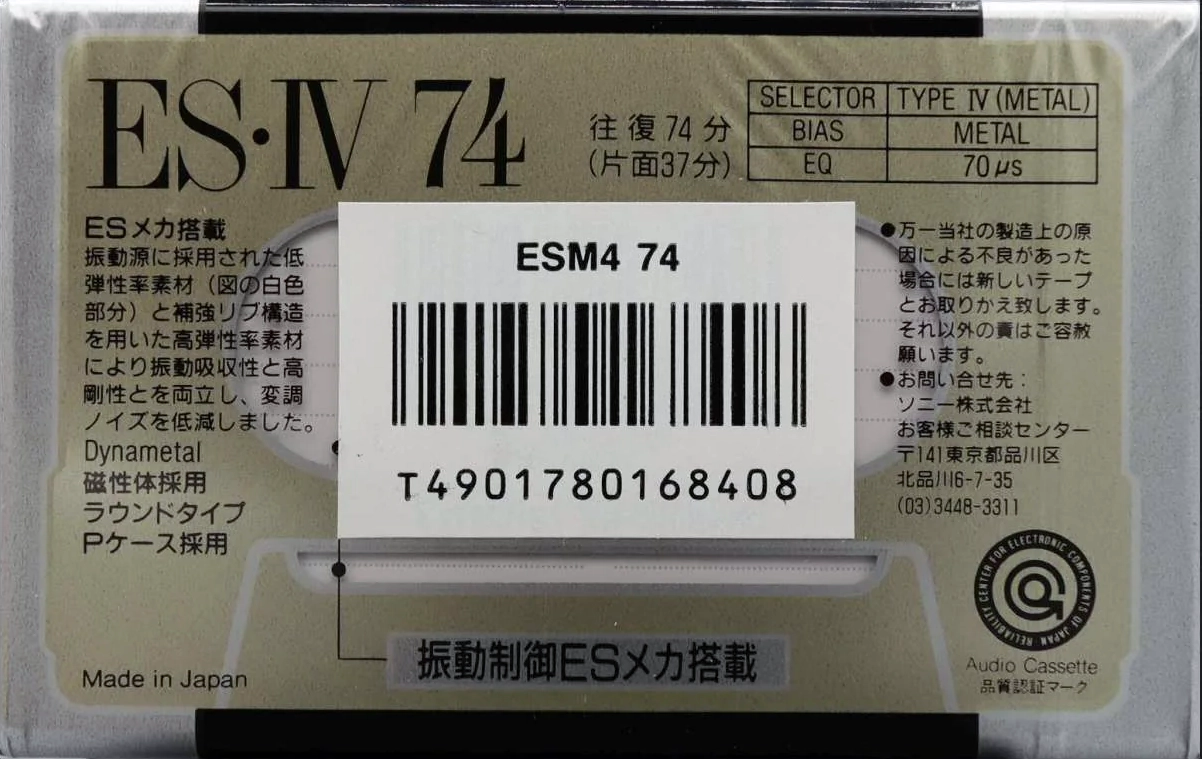 ES・IV 74
往復74分
(片面37分)
SELECTOR TYPE IV (METAL)
BIAS METAL
EQ 70μs
ESメカ搭載
振動源に採用された低
弾性率素材（図の白色
部分）と補強リブ構造
を用いた高弾性率素材
により振動吸収性と高
剛性とを両立し、変調
ノイズを低減しました。
Dynametal
磁性体採用
ラウンドタイプ
Pケース採用
ESM4 74
T4901780168408
●万一当社の製造上の原
因による不良があった
場合には新しいテープ
とお取りかえ致します。
それ以外の責はご容赦
願います。
●お問い合せ先：
ソニー株式会社
お客様ご相談センター
〒141東京都品川区
北品川6-7-35
(03)3448-3311
RELIABILITY CENTER FOR ELECTRONIC COMPONENTS OF JAPAN
Audio Cassette
品質認証マーク
振動制御ESメカ搭載
Made in Japan